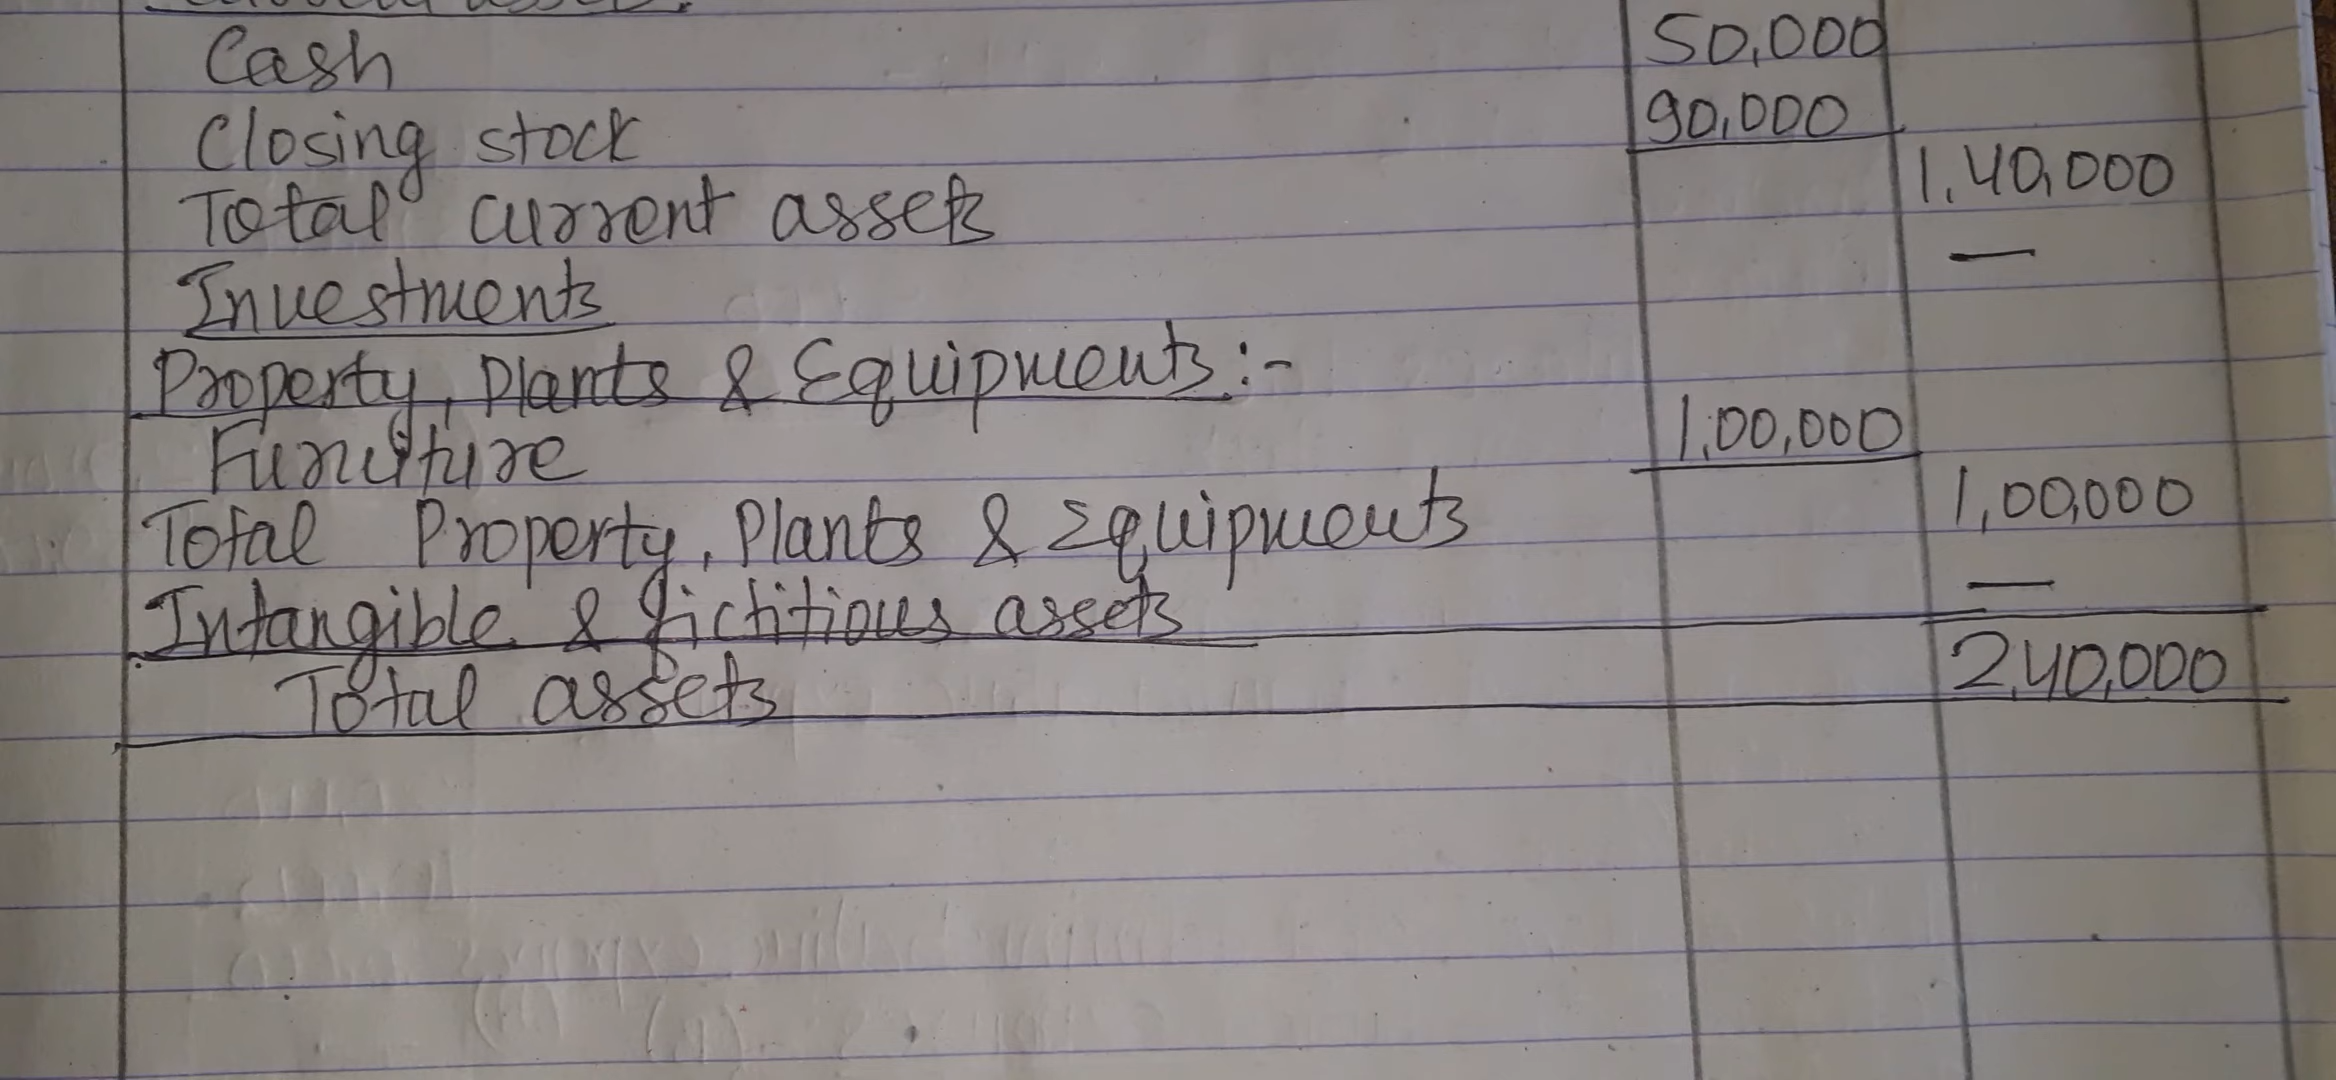 Cash 50,000
Closing stock 90,000
Total current assets 1,40,000
Investments —
Property, Plants & Equipments:-
Furniture 1,00,000
Total Property, Plants & Equipments 1,00,000
Intangible & fictitious assets —
Total assets 2,40,000